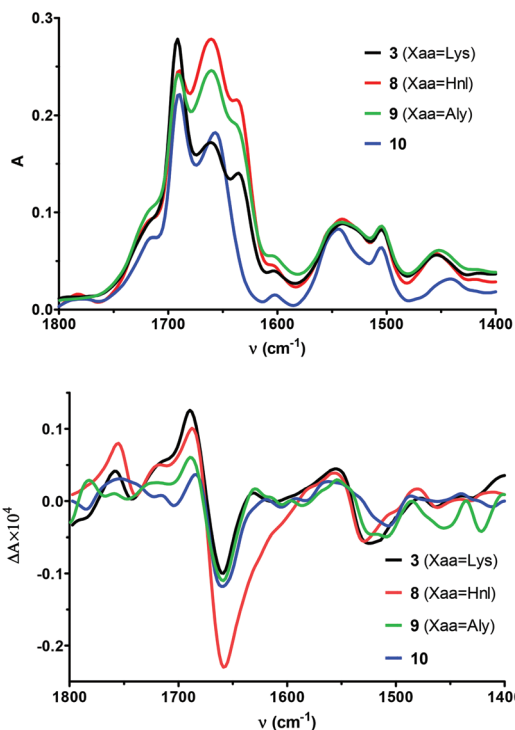 0.3
0.2
0.1
0.0
A
3 (Xaa=Lys)
8 (Xaa=Hnl)
9 (Xaa=Aly)
10
1800 1700 1600 1500 1400
ν (cm⁻¹)
0.1
0.0
-0.1
-0.2
ΔA×10⁴
3 (Xaa=Lys)
8 (Xaa=Hnl)
9 (Xaa=Aly)
10
1800 1700 1600 1500 1400
ν (cm⁻¹)